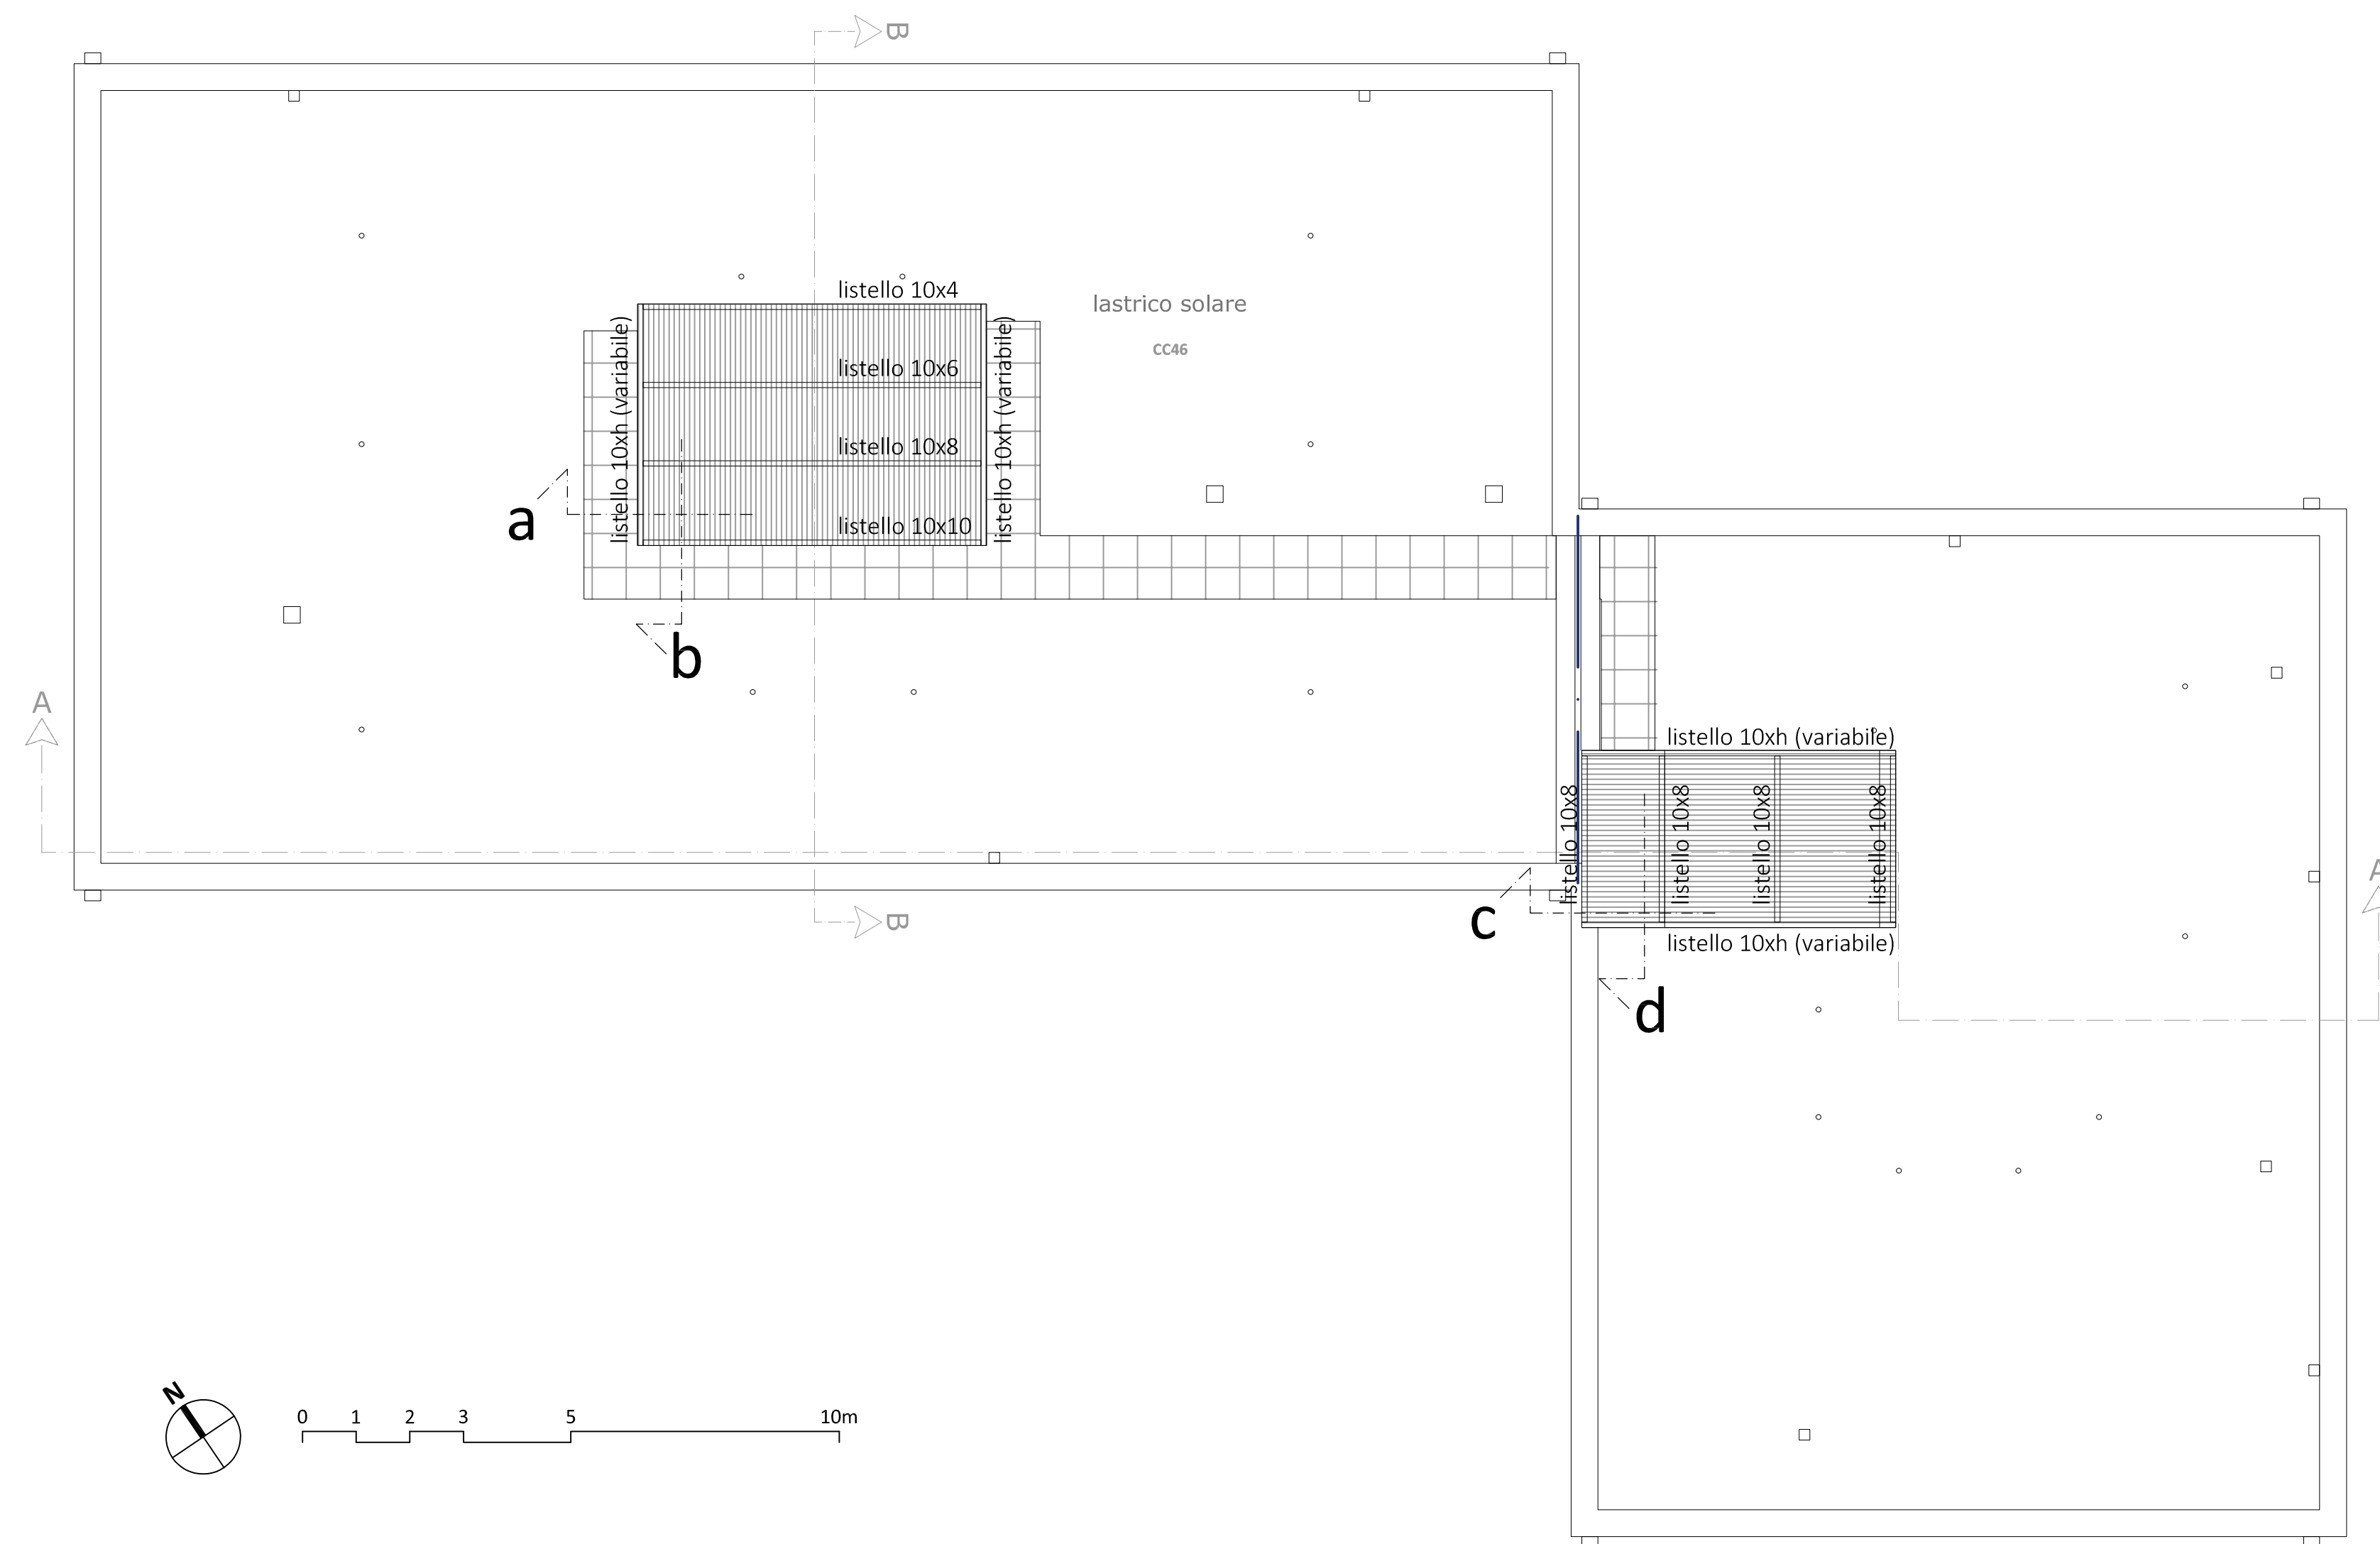 B
listello 10x4
lastrico solare
CC46
listello 10xh (variabile)
listello 10x6
listello 10xh (variabile)
listello 10x8
listello 10x10
a
b
A
listello 10xh (variabile)
listello 10x8
listello 10x8
listello 10x8
listello 10x8
A
c
B
listello 10xh (variabile)
d
N
0 1 2 3 5 10m